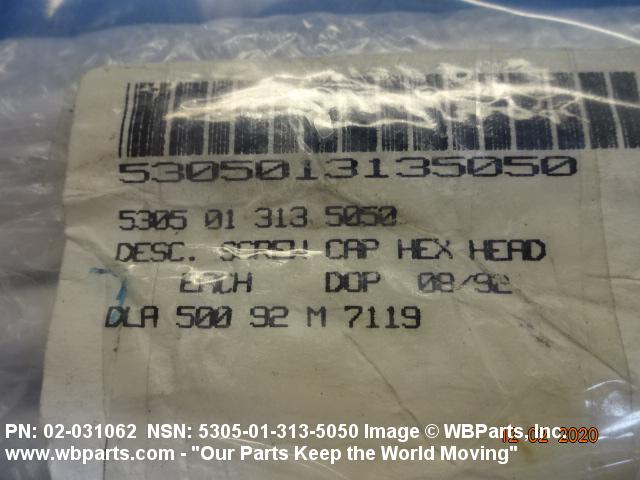 5305013135050
5305 01 313 5050
DESC. SCREW CAP HEX HEAD
EACH DOP 08/92
DLA 500 92 M 7119
PN: 02-031062 NSN: 5305-01-313-5050 Image © WBParts, Inc.
12 02 2020
www.wbparts.com - "Our Parts Keep the World Moving"